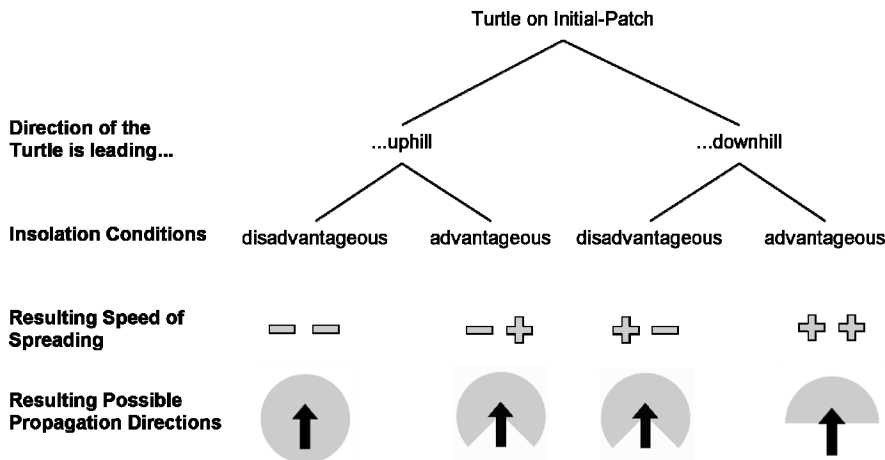 Turtle on Initial-Patch
Direction of the
Turtle is leading...
...uphill
...downhill
Insolation Conditions
disadvantageous
advantageous
disadvantageous
advantageous
Resulting Speed of
Spreading
Resulting Possible
Propagation Directions